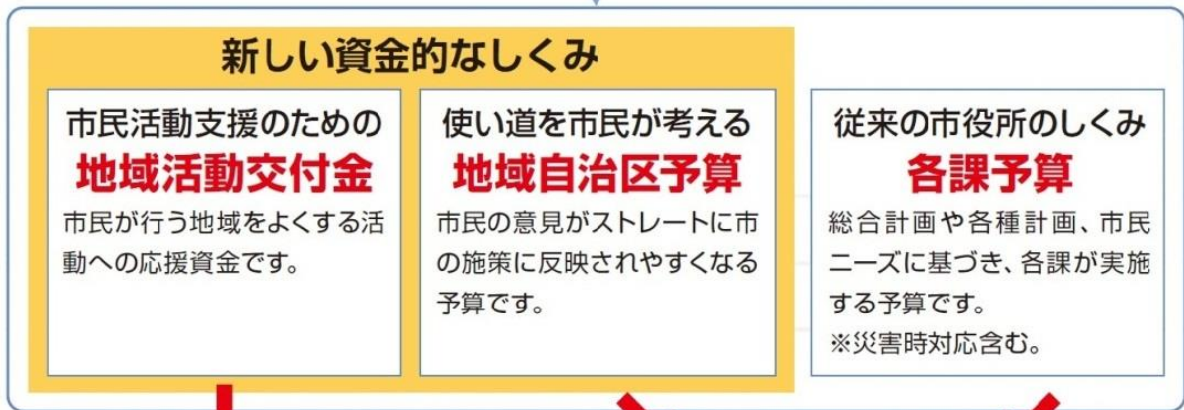 新しい資金的なしくみ
市民活動支援のための
地域活動交付金
市民が行う地域をよくする活
動への応援資金です。
使い道を市民が考える
地域自治区予算
市民の意見がストレートに市
の施策に反映されやすくなる
予算です。
従来の市役所のしくみ
各課予算
総合計画や各種計画、市民
ニーズに基づき、各課が実施
する予算です。
※災害時対応含む。